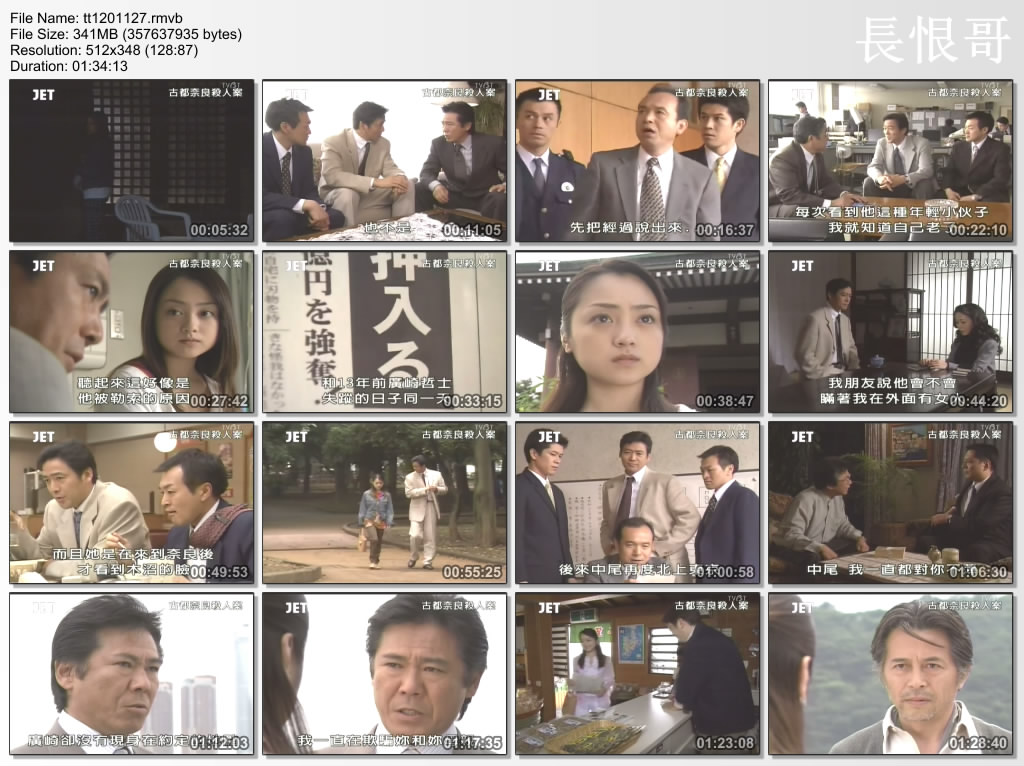 File Name: tt1201127.rmvb
File Size: 341MB (357637935 bytes)
Resolution: 512x348 (128:87)
Duration: 01:34:13
長恨哥
JET
古都奈良殺人案
00:05:32
JET
古都奈良殺人案
也不是
00:11:05
JET
古都奈良殺人案
先把經過說出來
00:16:37
JET
古都奈良殺人案
每次看到他這種年輕小伙子
我就知道自己老
00:22:10
JET
古都奈良殺人案
聽起來這好像是
他被勒索的原因
00:27:42
JET
古都奈良殺人案
億円を強奪
押入る
和13年前廣崎哲士
失蹤的日子同一天
00:33:15
JET
古都奈良殺人案
00:38:47
JET
古都奈良殺人案
我朋友說他會不會
瞞著我在外面有女人
00:44:20
JET
古都奈良殺人案
而且她是在來到奈良後
才看到木沼的臉
00:49:53
JET
古都奈良殺人案
00:55:25
JET
古都奈良殺人案
後來中尾再度北上東京
01:00:58
JET
古都奈良殺人案
中尾 我一直都對你
01:06:30
JET
古都奈良殺人案
廣崎卻沒有現身在約定
01:12:03
JET
古都奈良殺人案
我一直在欺騙妳和妳
01:17:35
JET
古都奈良殺人案
01:23:08
JET
古都奈良殺人案
01:28:40